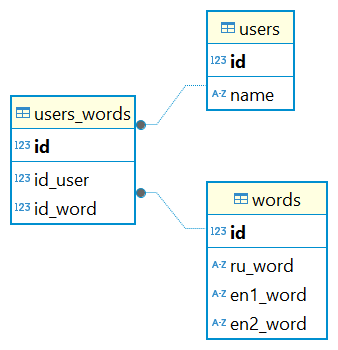 users
123 id
A-Z name
users_words
123 id
123 id_user
123 id_word
words
123 id
A-Z ru_word
A-Z en1_word
A-Z en2_word